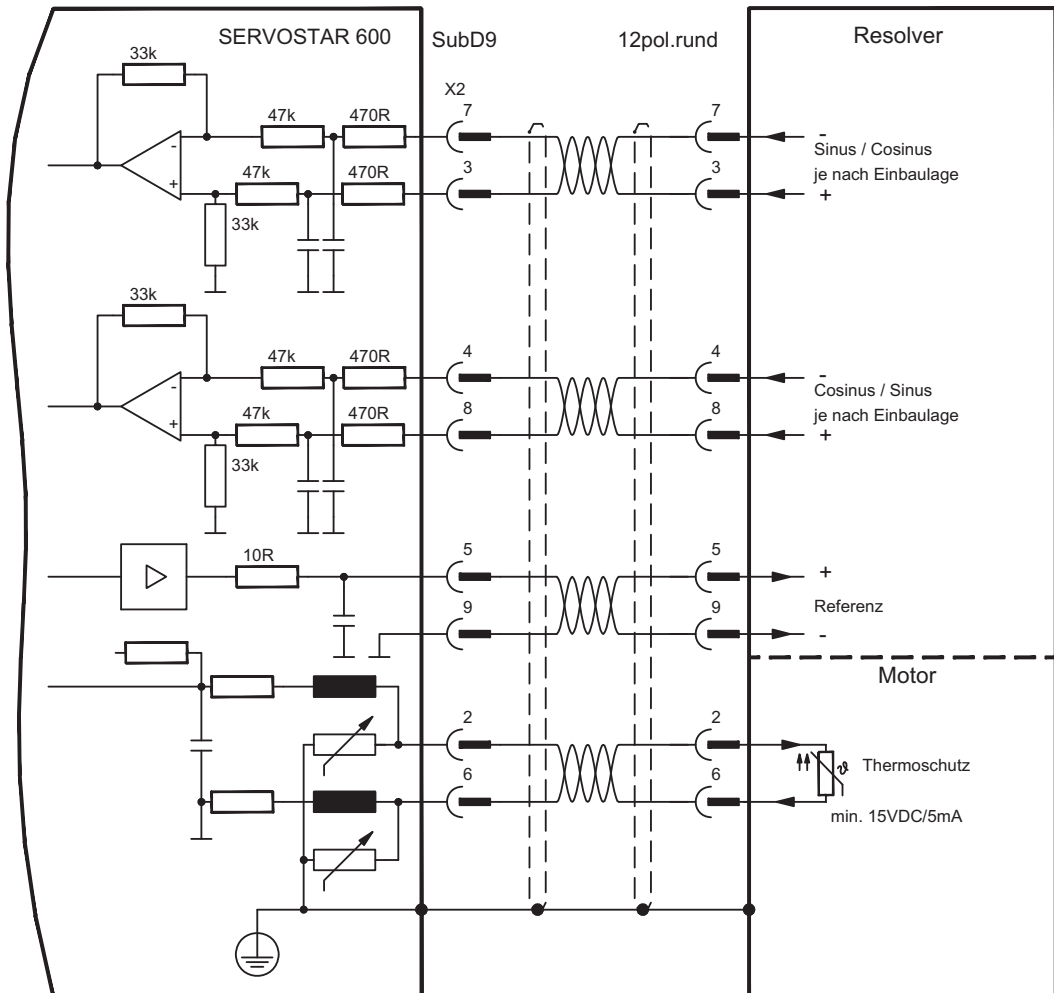 SERVOSTAR 600
SubD9
12pol.rund
Resolver
33k
X2
47k
470R
7
7
-
-
Sinus / Cosinus
je nach Einbaulage
+
47k
470R
3
3
+
33k
33k
47k
470R
4
4
-
-
Cosinus / Sinus
je nach Einbaulage
+
47k
470R
8
8
+
33k
10R
5
5
+
Referenz
9
9
-
Motor
2
2
ϑ
Thermoschutz
6
6
min. 15VDC/5mA